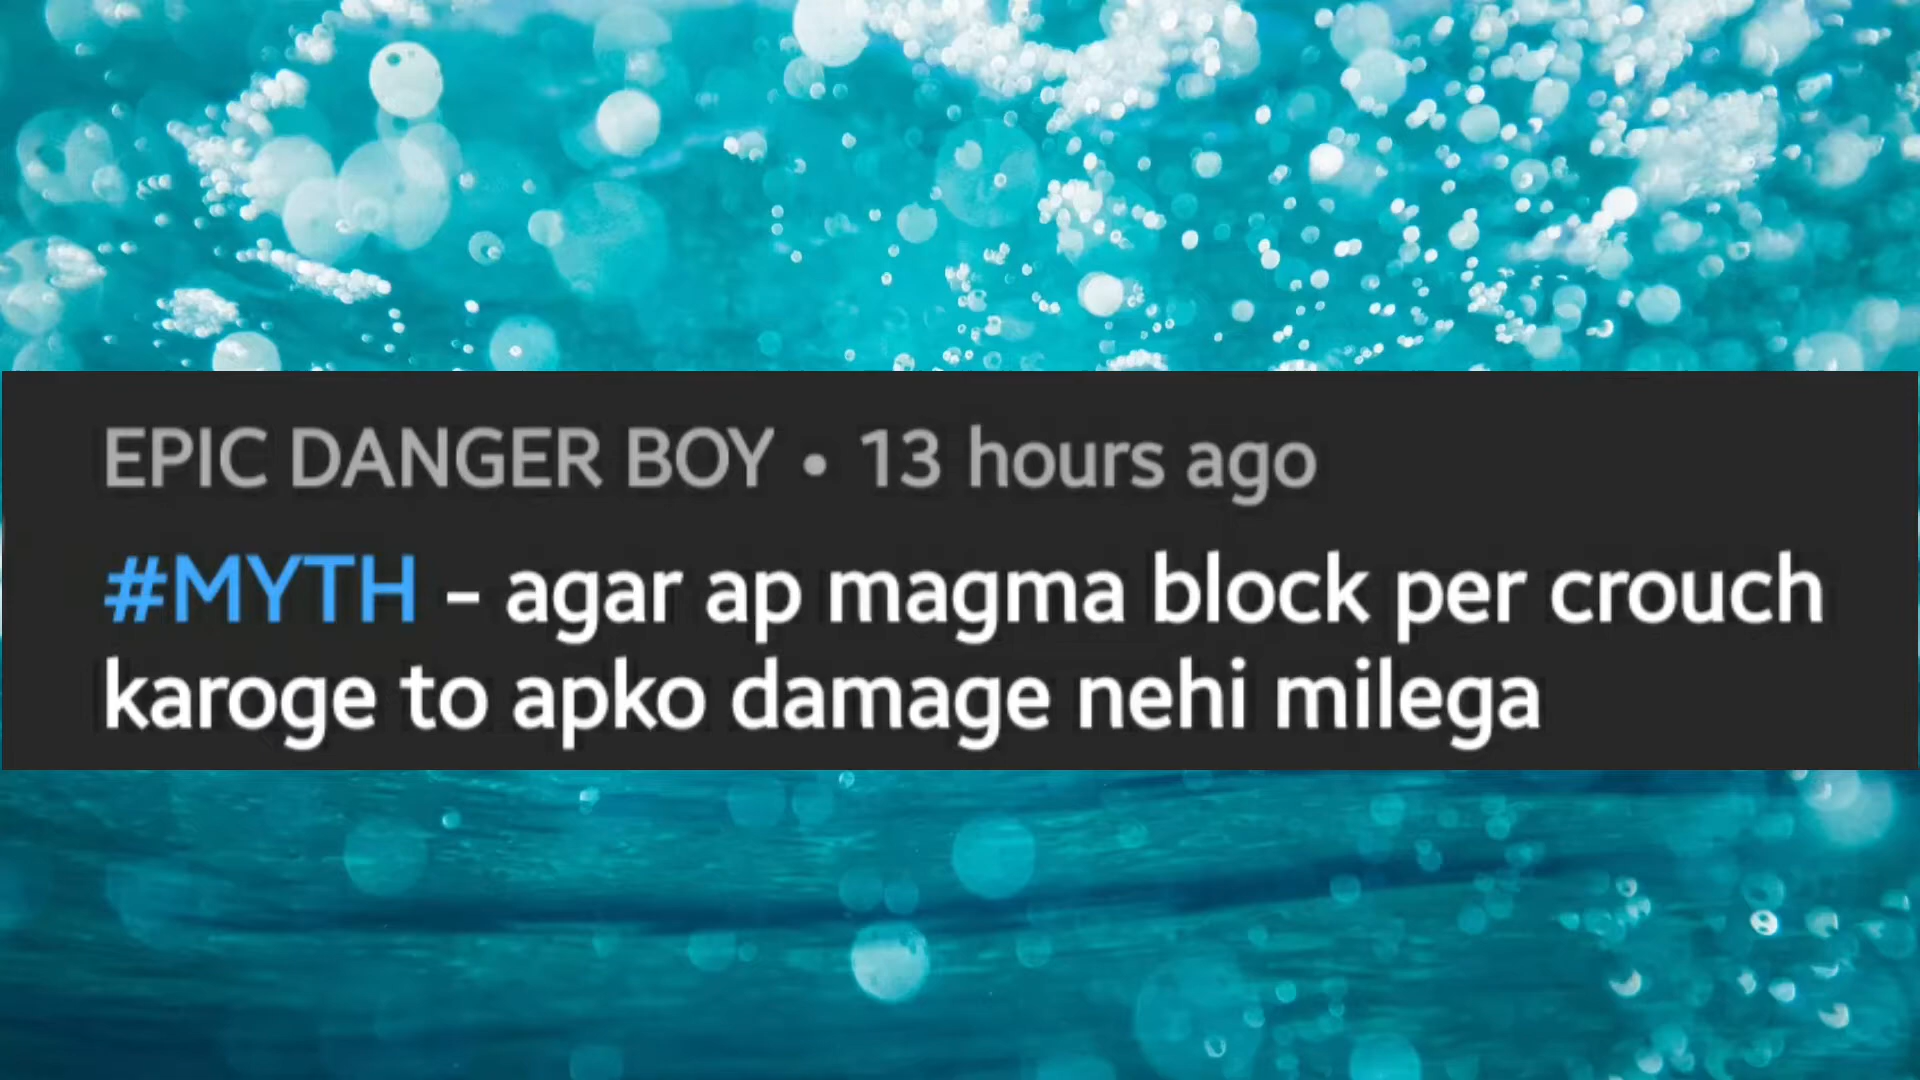 EPIC DANGER BOY • 13 hours ago
#MYTH - agar ap magma block per crouch
karoge to apko damage nehi milega